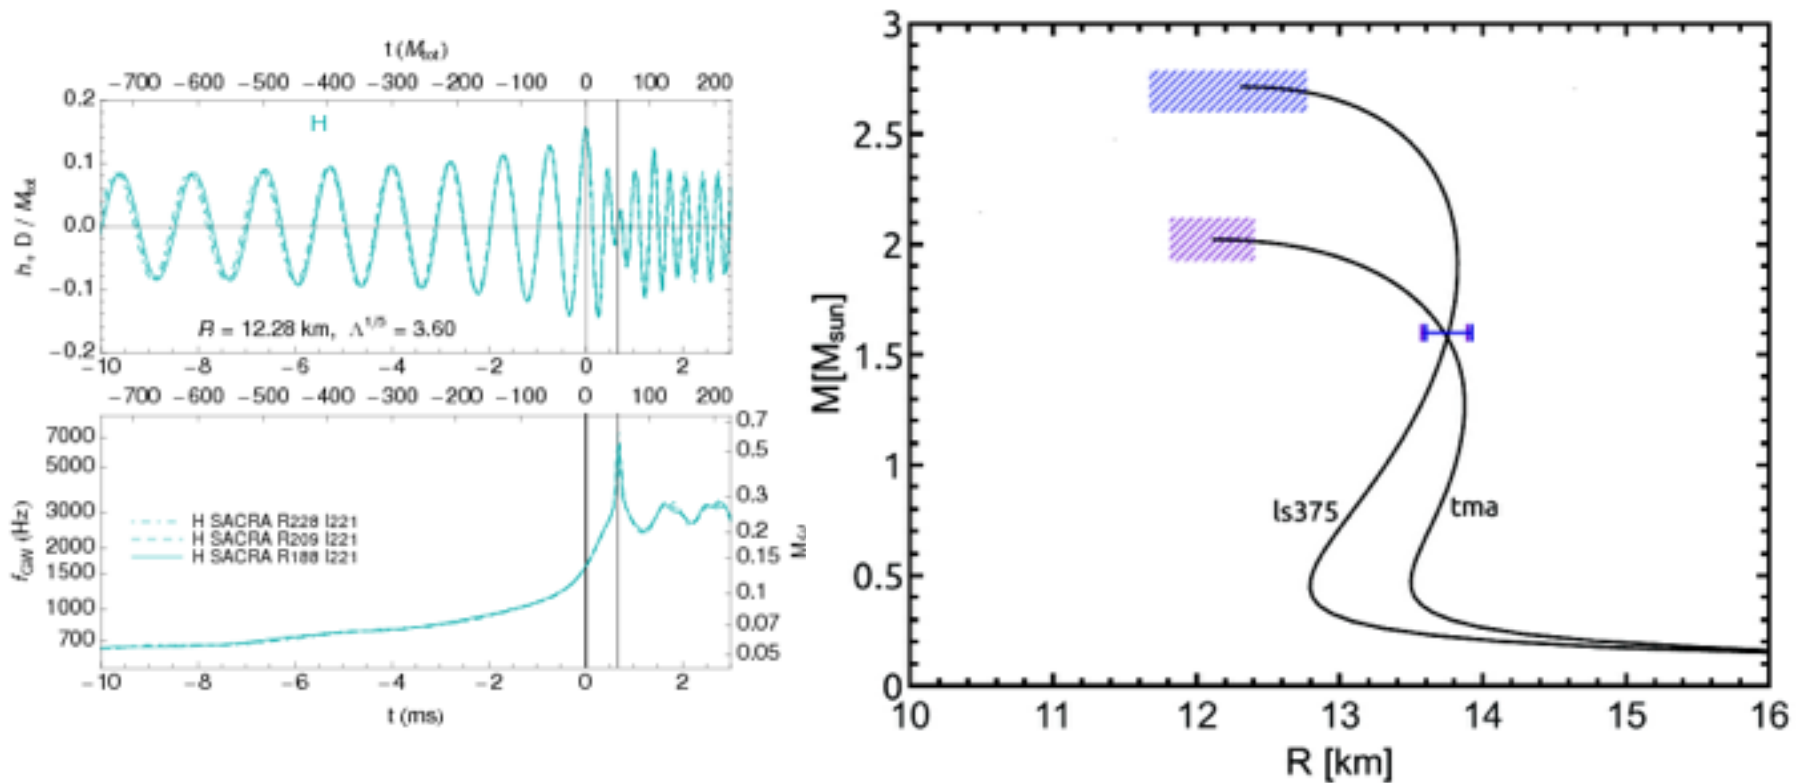 t (M_tot)
−700 −600 −500 −400 −300 −200 −100 0 100 200
0.2
0.1
0.0
−0.1
−0.2
h₊ D / M_tot
H
R = 12.28 km, Λ^1/5 = 3.60
−10 −8 −6 −4 −2 0 2
−700 −600 −500 −400 −300 −200 −100 0 100 200
7000
5000
3000
2000
1500
1000
700
f_GW (Hz)
H SACRA R228 I221
H SACRA R209 I221
H SACRA R188 I221
0.7
0.5
0.3
0.2
0.15
0.1
0.07
0.05
−10 −8 −6 −4 −2 0 2
t (ms)
3
2.5
2
1.5
1
0.5
0
M[M_sun]
ls375
tma
10 11 12 13 14 15 16
R [km]